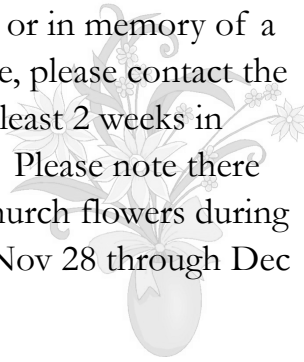 or in memory of a
e, please contact the
least 2 weeks in
Please note there
hurch flowers during
Nov 28 through Dec